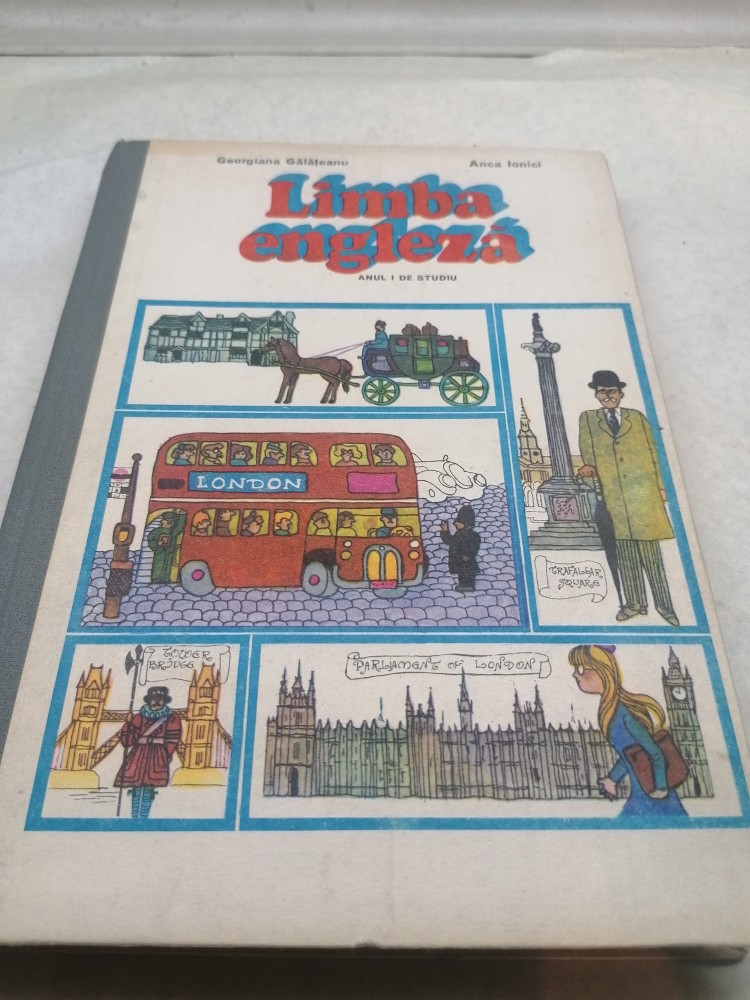 Georgiana Gălățeanu Anca Ionici
Limba
engleză
ANUL I DE STUDIU
LONDON
TRAFALGAR
SQUARE
TOWER
BRIDGE
PARLIAMENT OF LONDON